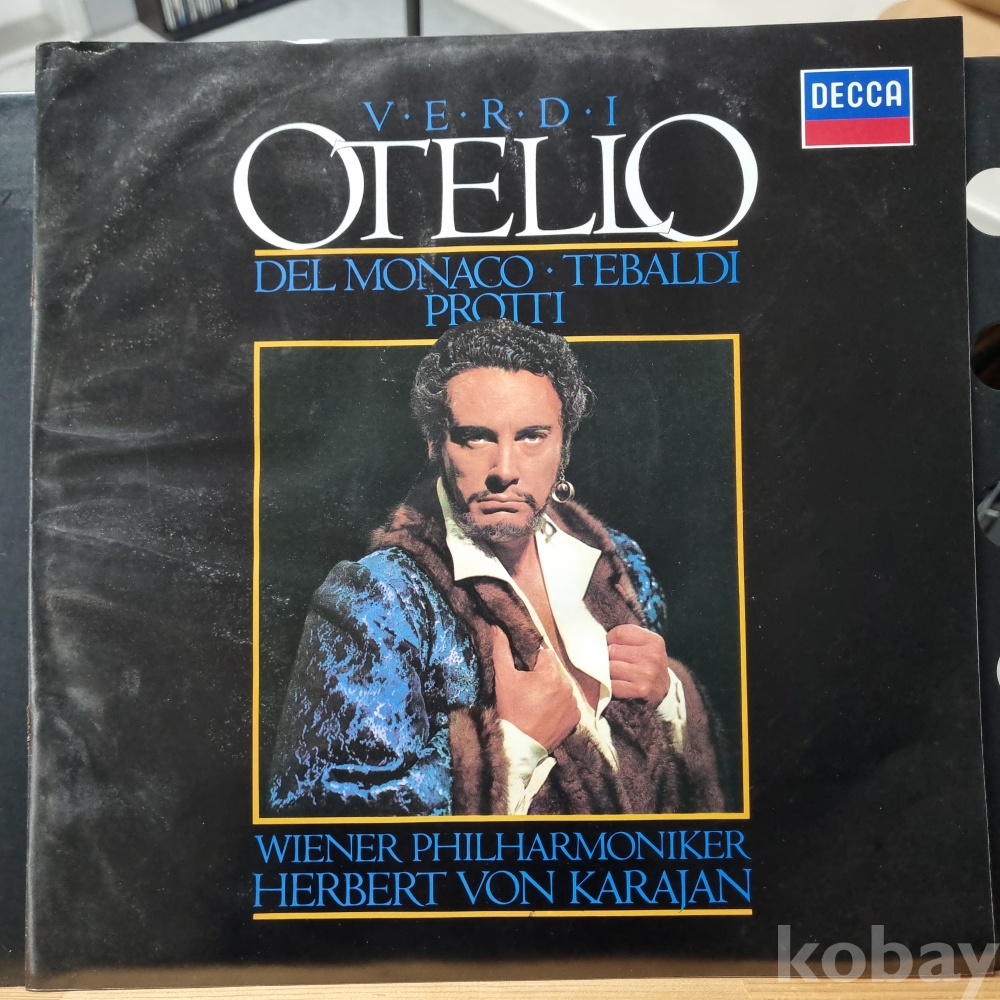 V·E·R·D·I
DECCA
OTELLO
DEL MONACO · TEBALDI
PROTTI
WIENER PHILHARMONIKER
HERBERT VON KARAJAN
kobay